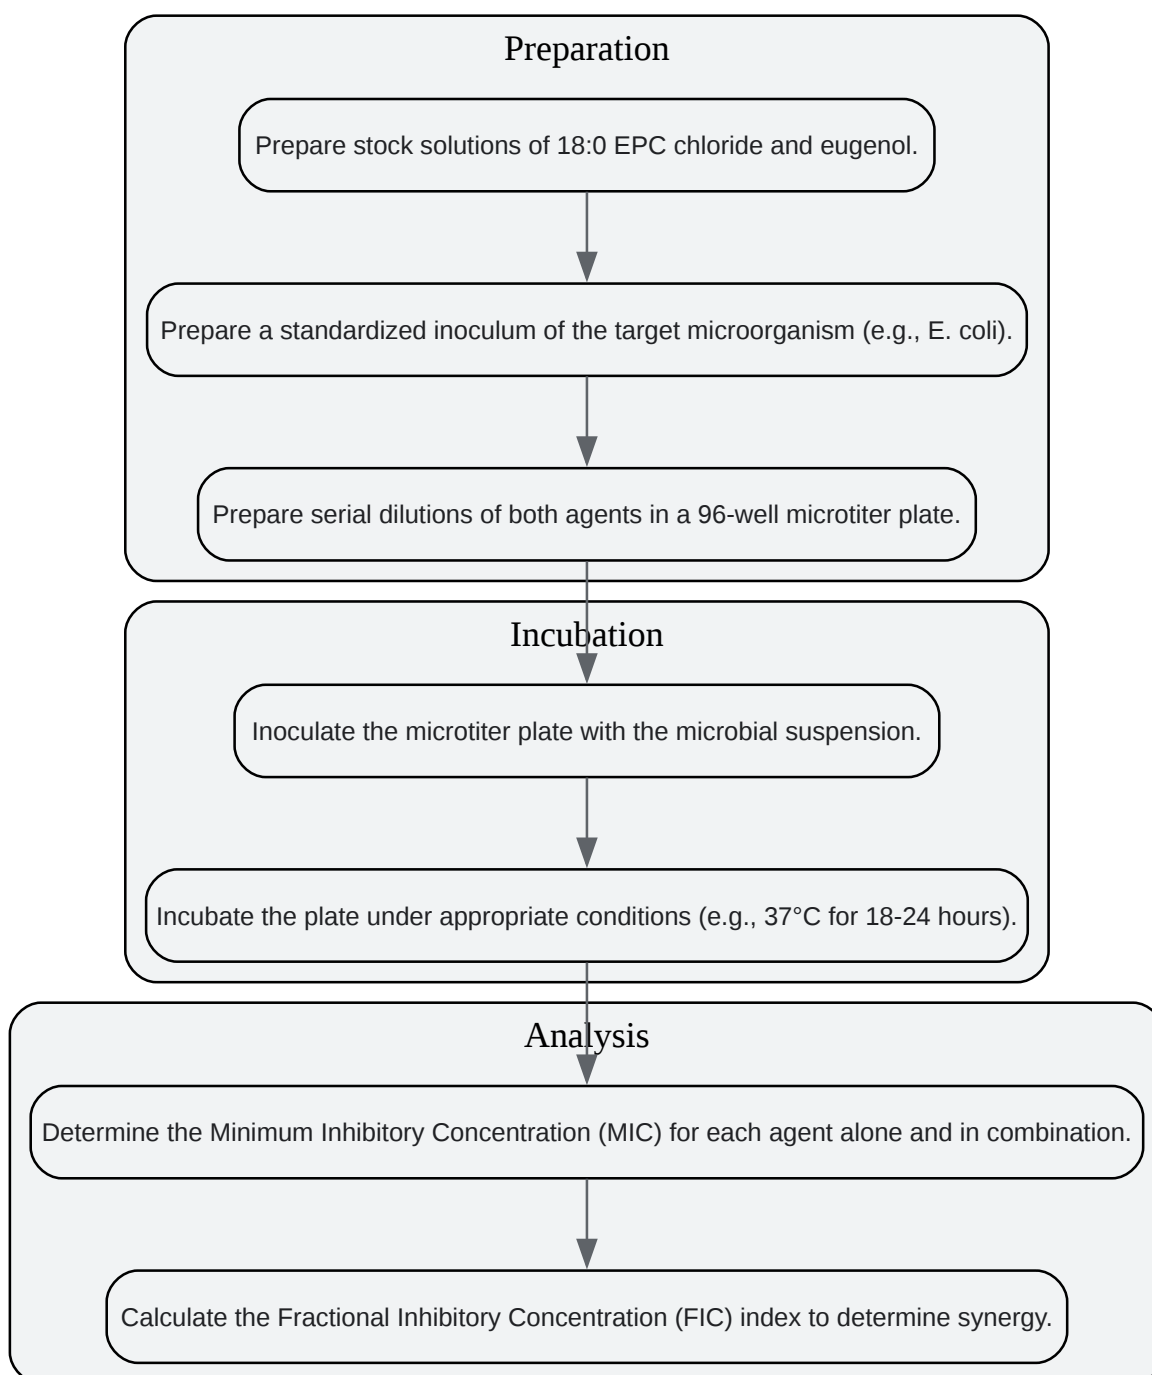 Preparation
Prepare stock solutions of 18:0 EPC chloride and eugenol.
Prepare a standardized inoculum of the target microorganism (e.g., E. coli).
Prepare serial dilutions of both agents in a 96-well microtiter plate.
Incubation
Inoculate the microtiter plate with the microbial suspension.
Incubate the plate under appropriate conditions (e.g., 37°C for 18-24 hours).
Analysis
Determine the Minimum Inhibitory Concentration (MIC) for each agent alone and in combination.
Calculate the Fractional Inhibitory Concentration (FIC) index to determine synergy.